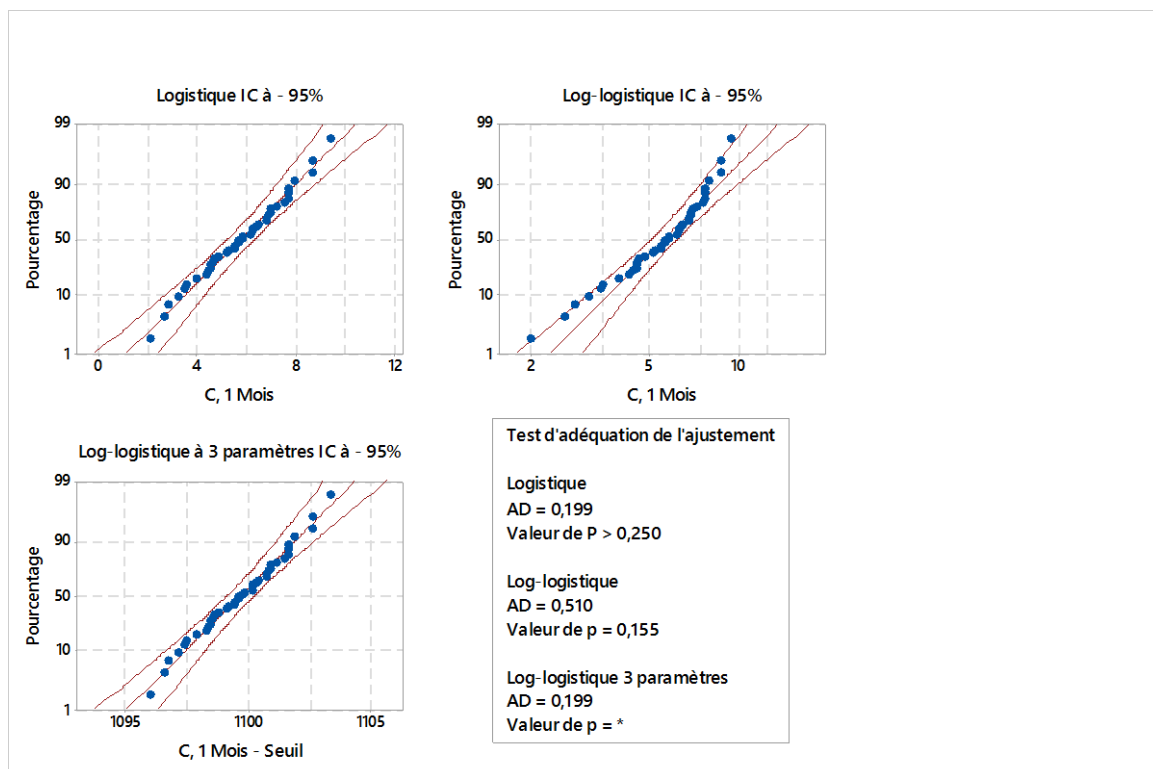 Logistique IC à - 95%
99
90
50
10
1
Pourcentage
0 4 8 12
C, 1 Mois
Log-logistique IC à - 95%
99
90
50
10
1
Pourcentage
2 5 10
C, 1 Mois
Log-logistique à 3 paramètres IC à - 95%
99
90
50
10
1
Pourcentage
1095 1100 1105
C, 1 Mois - Seuil
Test d'adéquation de l'ajustement
Logistique
AD = 0,199
Valeur de P > 0,250
Log-logistique
AD = 0,510
Valeur de p = 0,155
Log-logistique 3 paramètres
AD = 0,199
Valeur de p = *